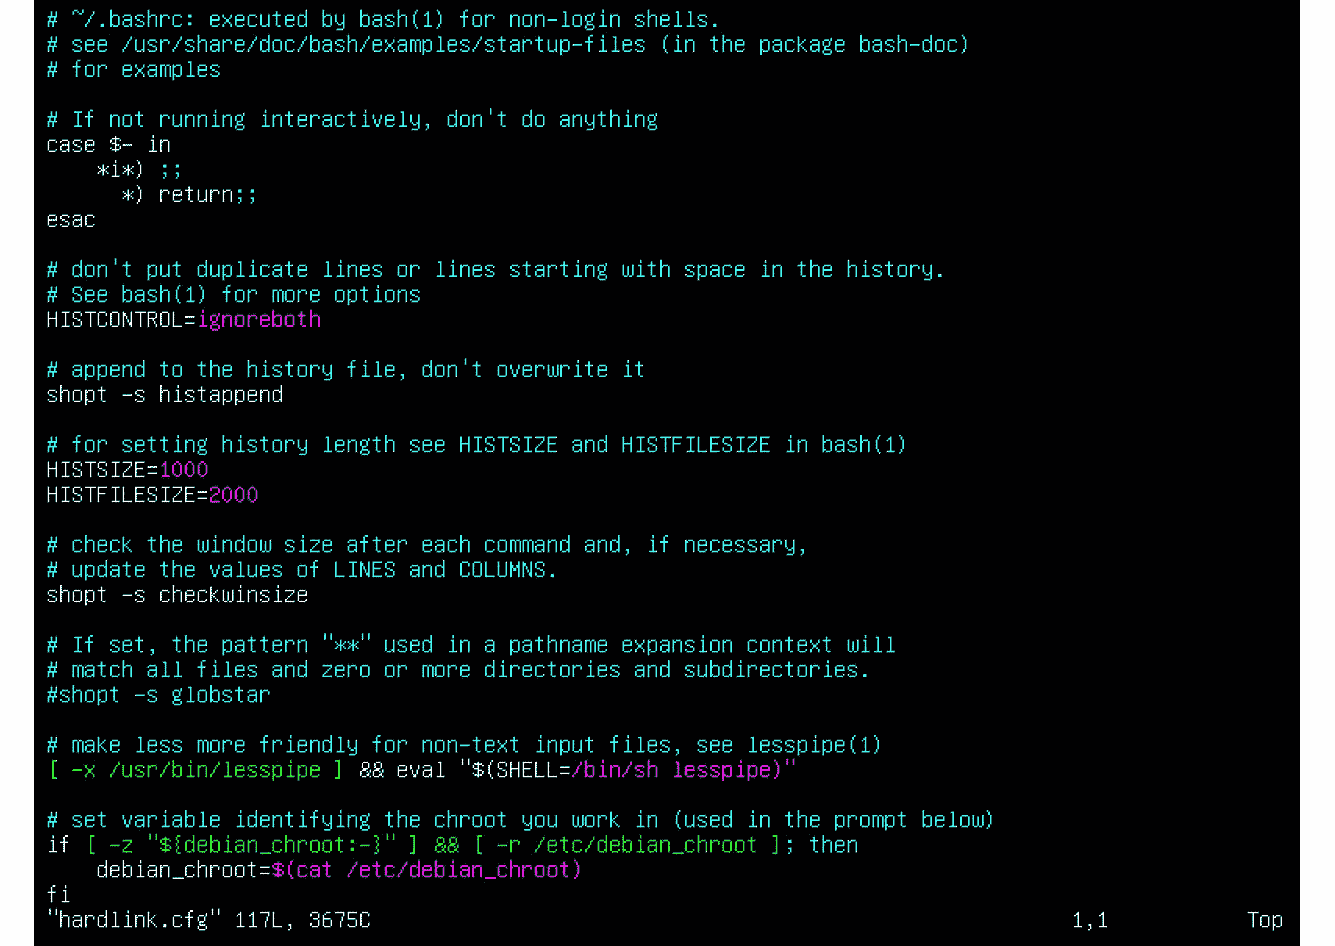 # ~/.bashrc: executed by bash(1) for non-login shells.
# see /usr/share/doc/bash/examples/startup-files (in the package bash-doc)
# for examples

# If not running interactively, don't do anything
case $- in
    *i*) ;;
      *) return;;
esac

# don't put duplicate lines or lines starting with space in the history.
# See bash(1) for more options
HISTCONTROL=ignoreboth

# append to the history file, don't overwrite it
shopt -s histappend

# for setting history length see HISTSIZE and HISTFILESIZE in bash(1)
HISTSIZE=1000
HISTFILESIZE=2000

# check the window size after each command and, if necessary,
# update the values of LINES and COLUMNS.
shopt -s checkwinsize

# If set, the pattern "**" used in a pathname expansion context will
# match all files and zero or more directories and subdirectories.
#shopt -s globstar

# make less more friendly for non-text input files, see lesspipe(1)
[ -x /usr/bin/lesspipe ] && eval "$(SHELL=/bin/sh lesspipe)"

# set variable identifying the chroot you work in (used in the prompt below)
if [ -z "${debian_chroot:-}" ] && [ -r /etc/debian_chroot ]; then
    debian_chroot=$(cat /etc/debian_chroot)
fi
"hardlink.cfg" 117L, 3675C 1,1 Top